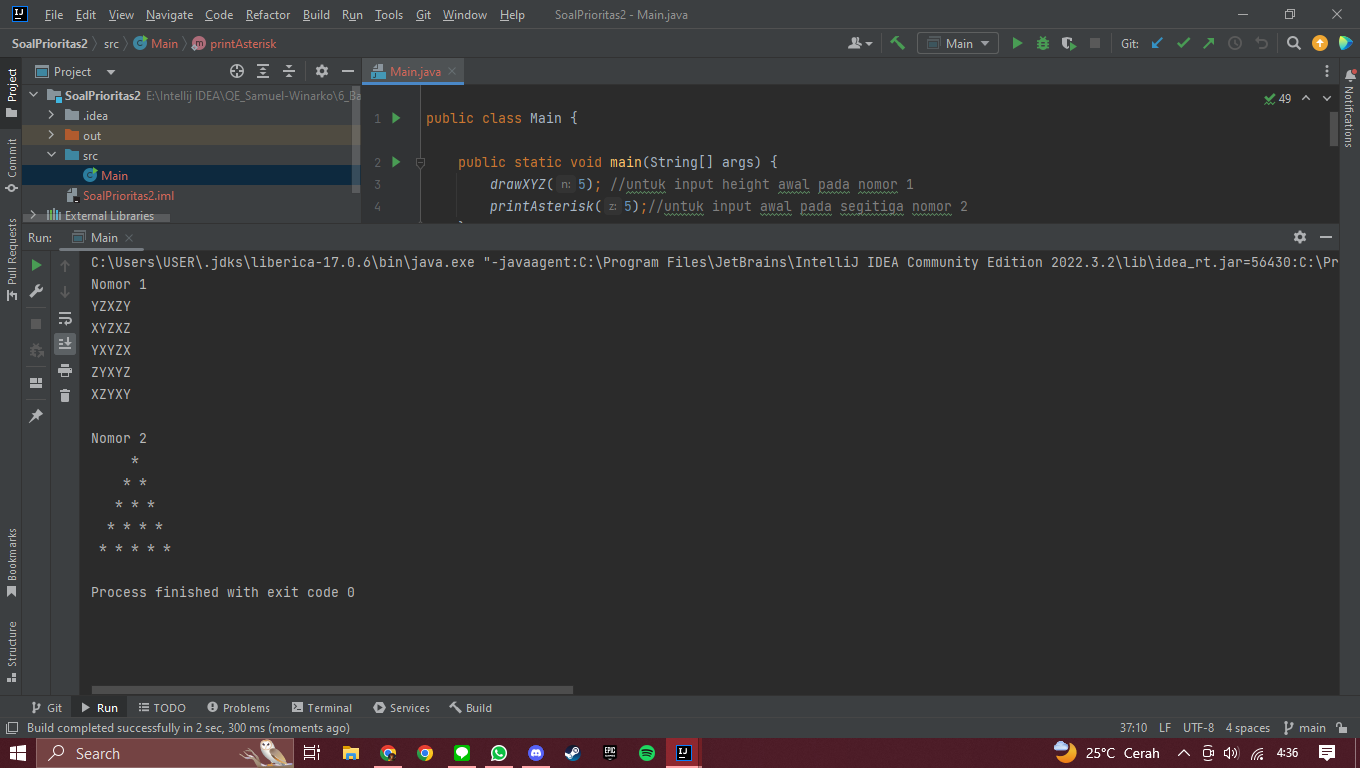 File Edit View Navigate Code Refactor Build Run Tools Git Window Help SoalPrioritas2 - Main.java
SoalPrioritas2 src Main printAsterisk Main Git:
Project
Main.java
SoalPrioritas2 E:\Intellij IDEA\QE_Samuel-Winarko\6_Ba
.idea
out
src
Main
SoalPrioritas2.iml
External Libraries
49
1 public class Main {
2 public static void main(String[] args) {
3 drawXYZ( n: 5); //untuk input height awal pada nomor 1
4 printAsterisk( z: 5);//untuk input awal pada segitiga nomor 2
Project
Commit
Pull Requests
Bookmarks
Structure
Notifications
Run: Main
C:\Users\USER\.jdks\liberica-17.0.6\bin\java.exe "-javaagent:C:\Program Files\JetBrains\IntelliJ IDEA Community Edition 2022.3.2\lib\idea_rt.jar=56430:C:\Pr
Nomor 1
YZXZY
XYZXZ
YXYZX
ZYXYZ
XZYXY
Nomor 2
*
* *
* * *
* * * *
* * * * *
Process finished with exit code 0
Git Run TODO Problems Terminal Services Build
Build completed successfully in 2 sec, 300 ms (moments ago) 37:10 LF UTF-8 4 spaces main
Search 25°C Cerah 4:36